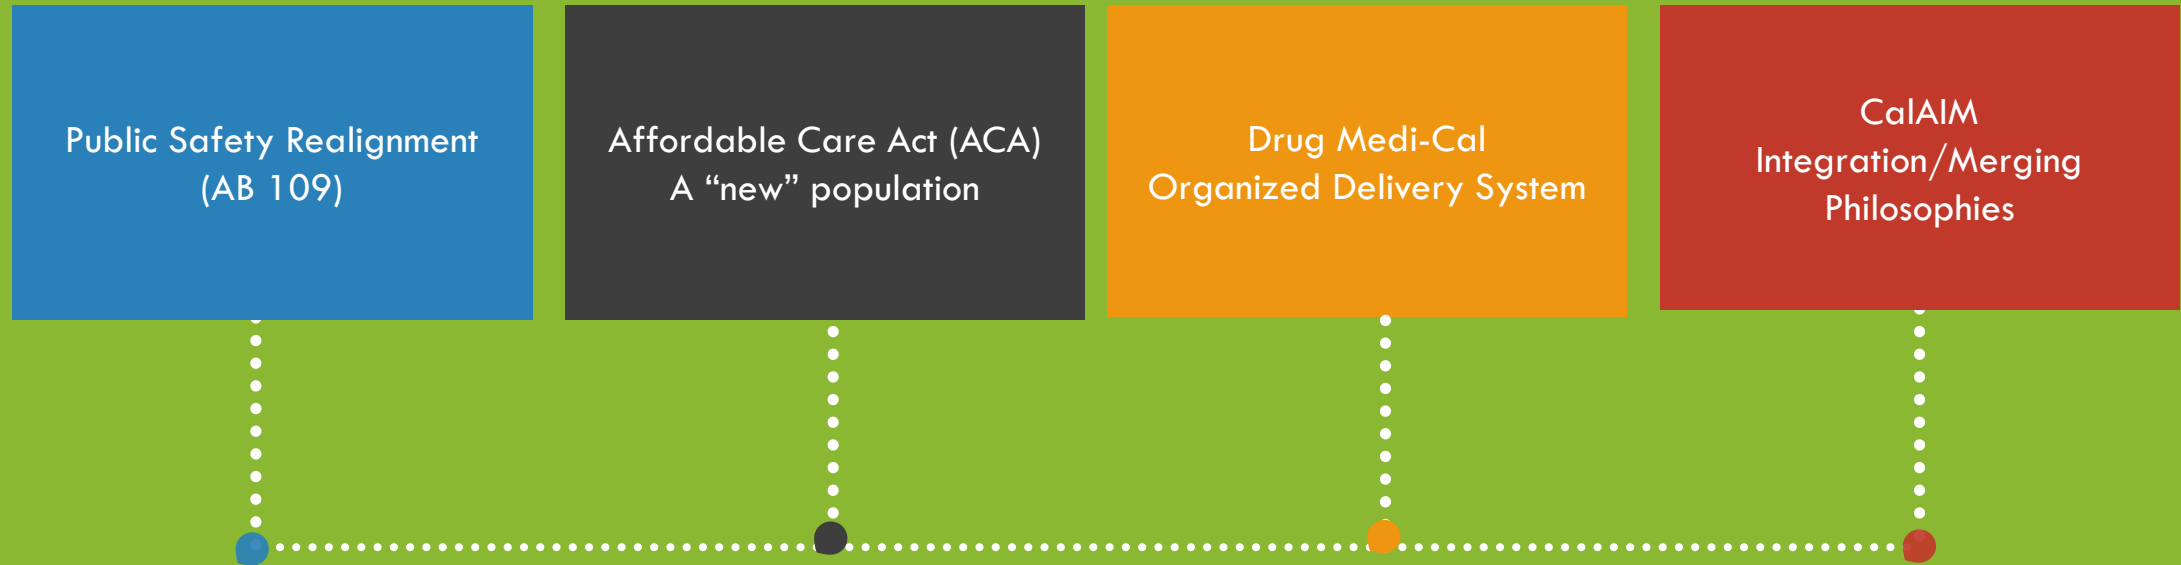 Public Safety Realignment
(AB 109)
Affordable Care Act (ACA)
A “new” population
Drug Medi-Cal
Organized Delivery System
CalAIM
Integration/Merging
Philosophies